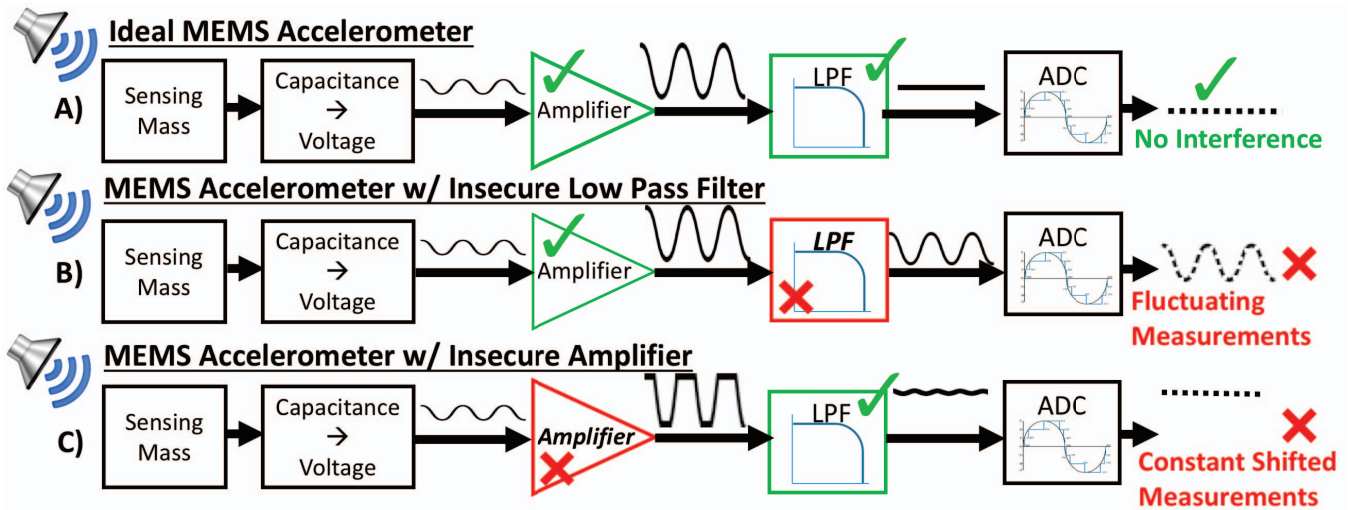 Ideal MEMS Accelerometer
A)
Sensing
Mass
Capacitance
→
Voltage
Amplifier
LPF
ADC
No Interference
MEMS Accelerometer w/ Insecure Low Pass Filter
B)
Sensing
Mass
Capacitance
→
Voltage
Amplifier
LPF
ADC
Fluctuating
Measurements
MEMS Accelerometer w/ Insecure Amplifier
C)
Sensing
Mass
Capacitance
→
Voltage
Amplifier
LPF
ADC
Constant Shifted
Measurements